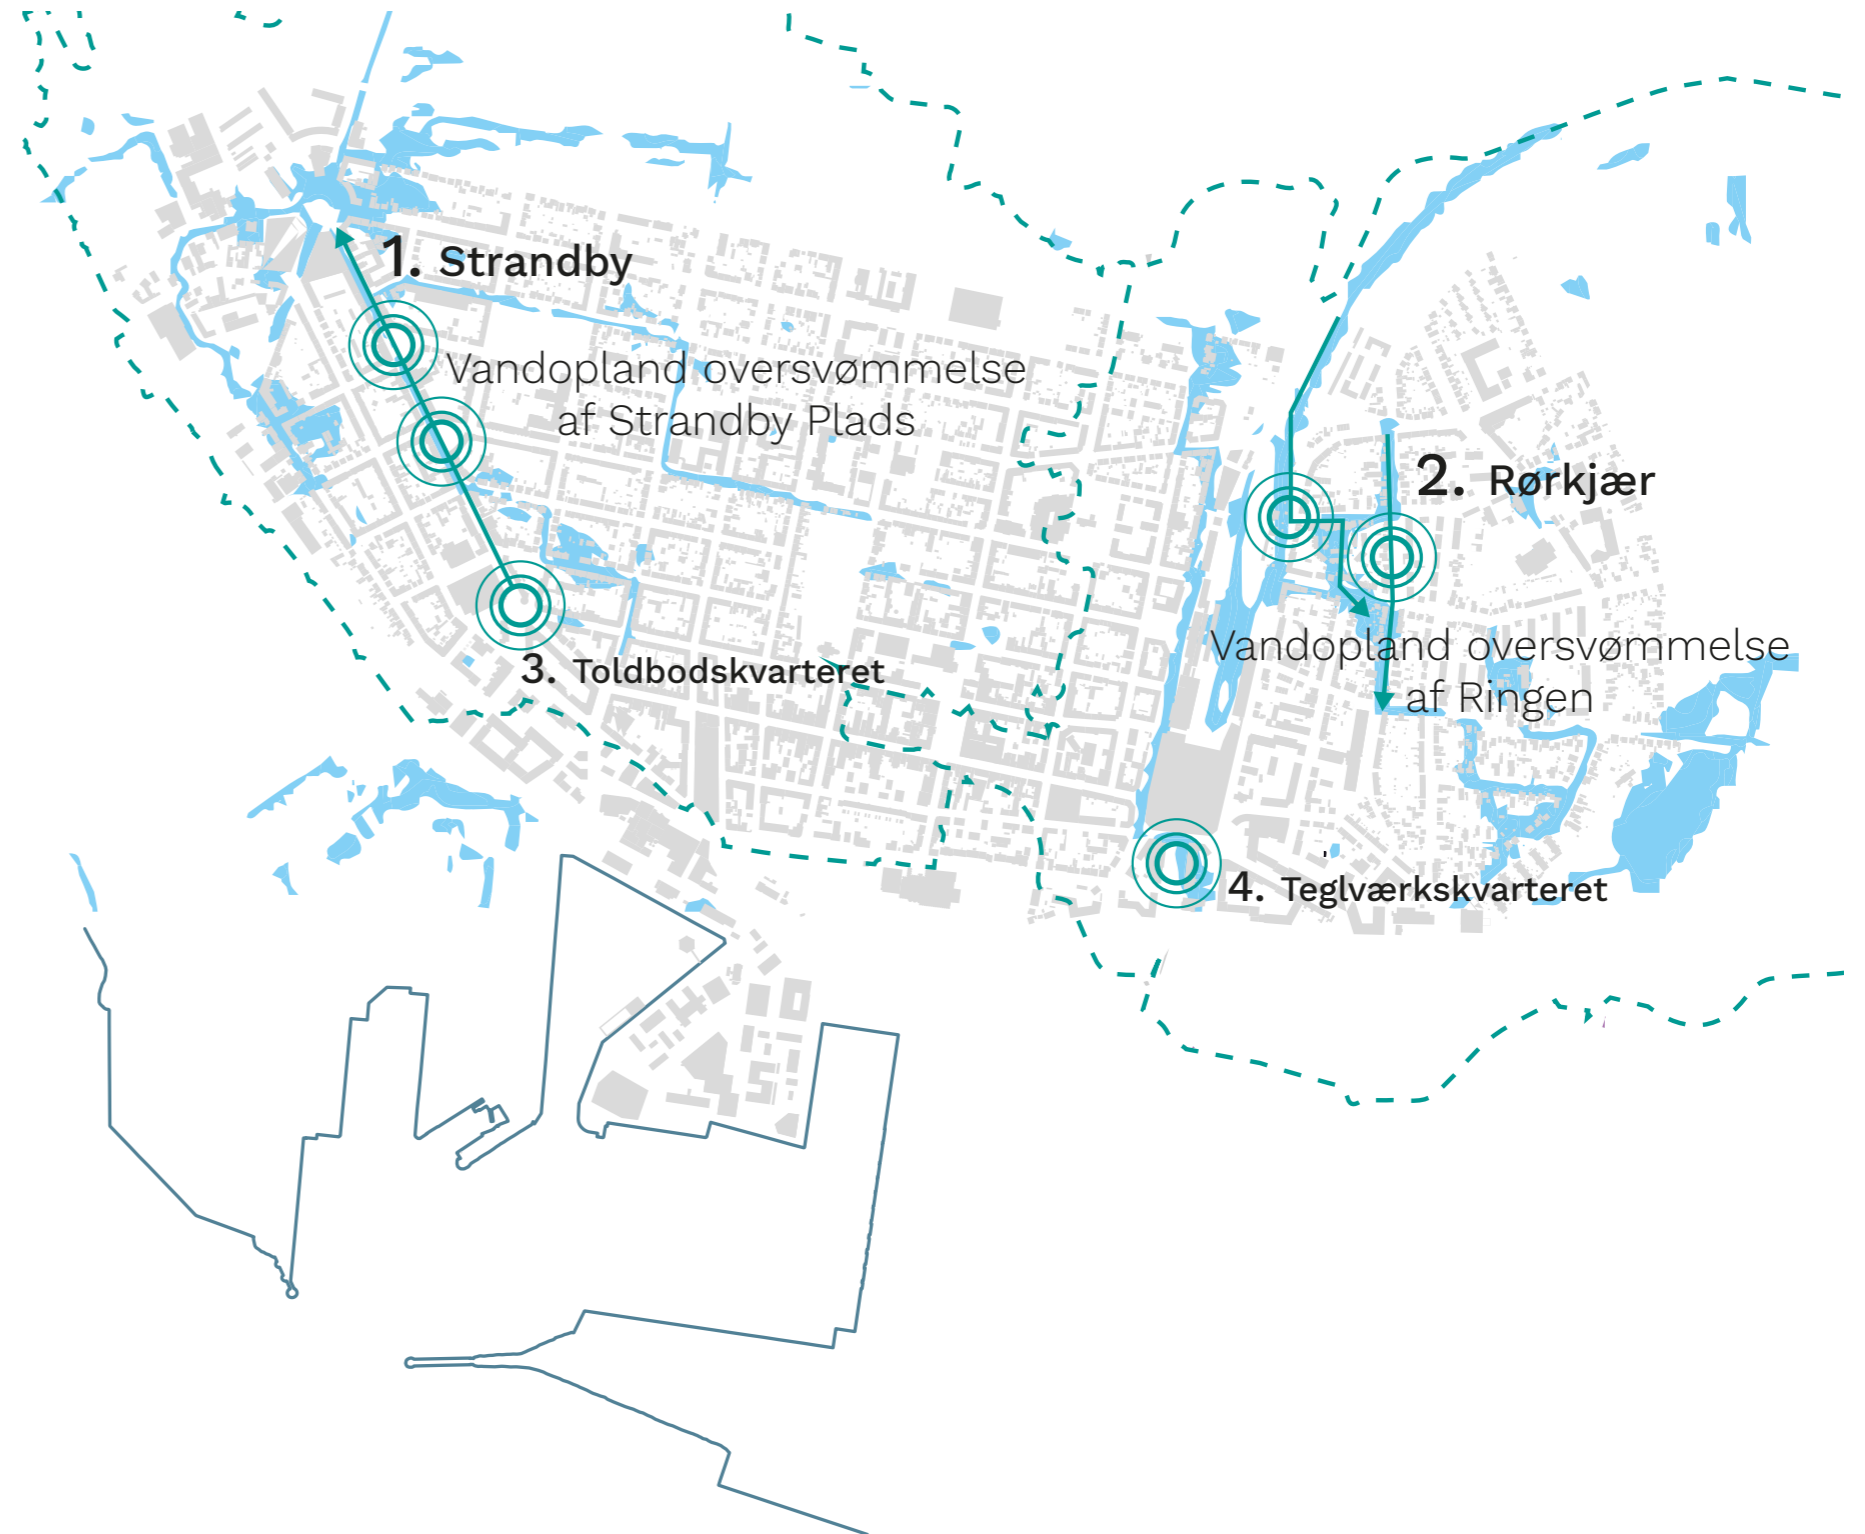 1. Strandby
Vandopland oversvømmelse
af Strandby Plads
2. Rørkjær
Vandopland oversvømmelse
af Ringen
3. Toldbodskvarteret
4. Teglværkskvarteret